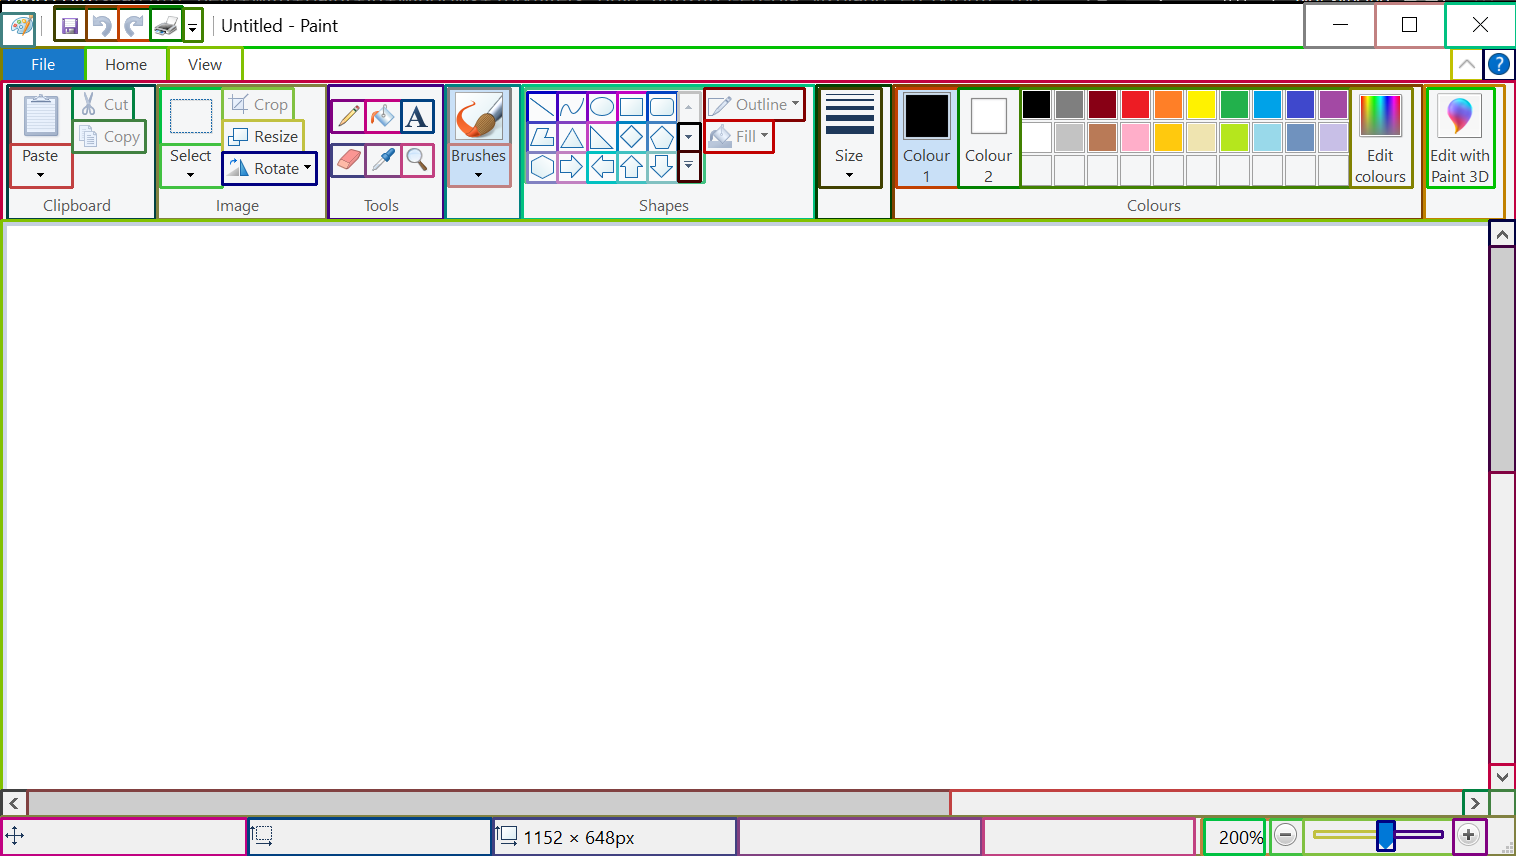 Untitled - Paint
File Home View
Cut Crop Outline
Copy Resize Fill
Paste Select Rotate Brushes Size Colour 1 Colour 2 Edit colours Edit with Paint 3D
A
Clipboard Image Tools Shapes Colours
1152 × 648px 200%